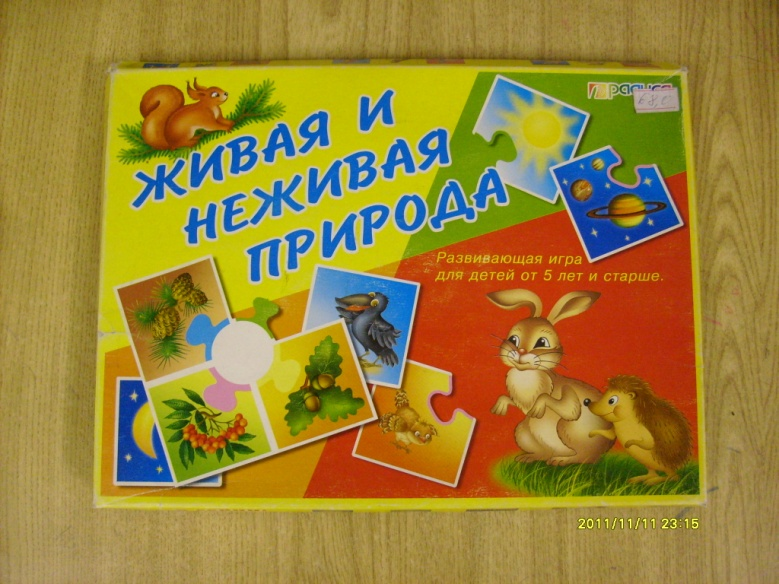 ЖИВАЯ И
НЕЖИВАЯ
ПРИРОДА
Развивающая игра
для детей от 5 лет и старше.
2011/11/11 23:15